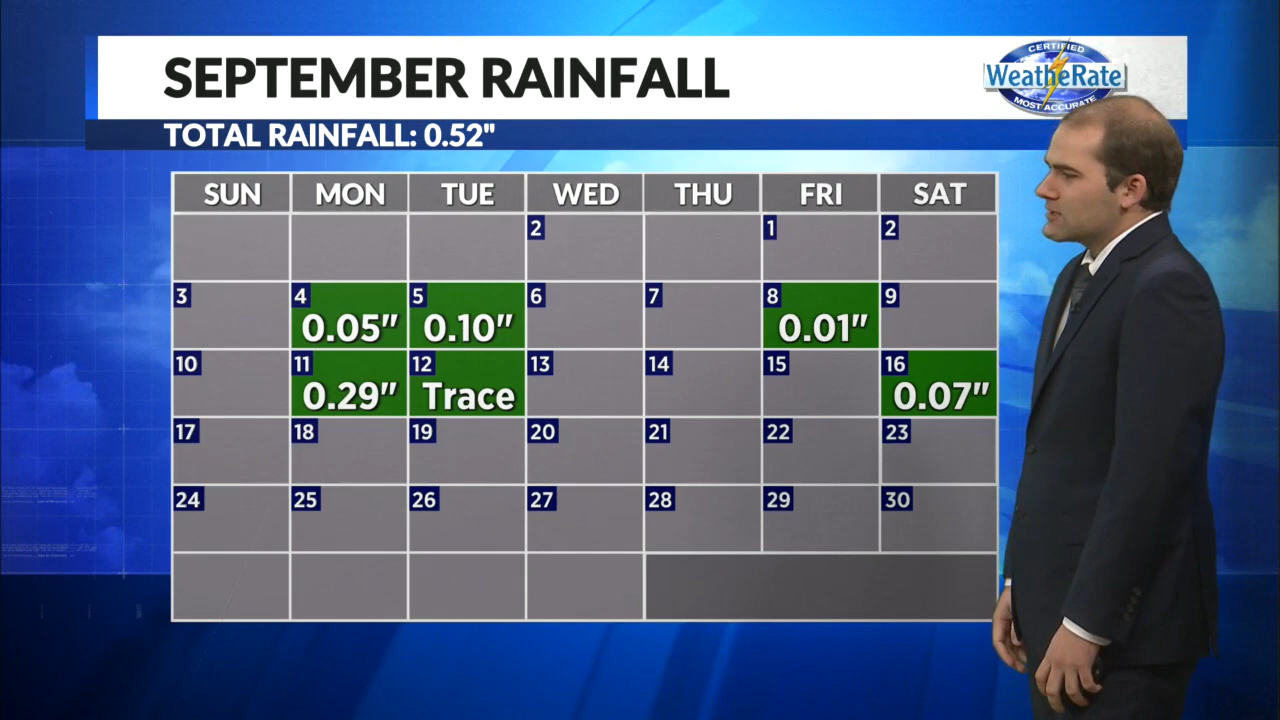 SEPTEMBER RAINFALL
CERTIFIED
WeatheRate
MOST ACCURATE
TOTAL RAINFALL: 0.52"
SUN MON TUE WED THU FRI SAT
2 1 2
3 4 5 6 7 8 9
0.05" 0.10" 0.01"
10 11 12 13 14 15 16
0.29" Trace 0.07"
17 18 19 20 21 22 23
24 25 26 27 28 29 30